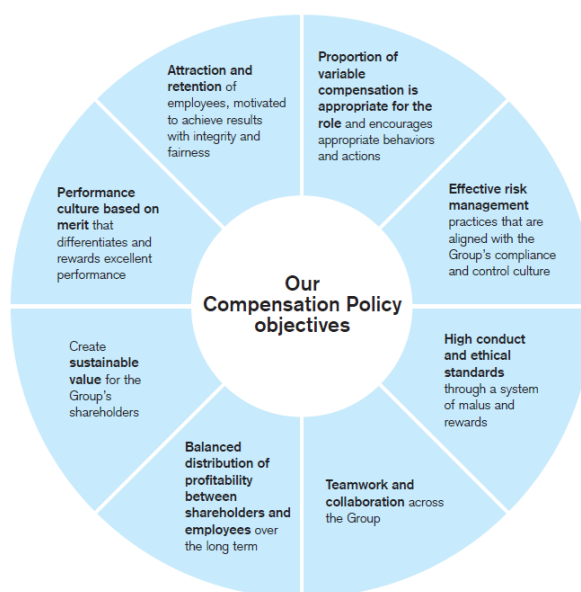 Our
Compensation Policy
objectives
Proportion of
variable
compensation is
appropriate for the
role and encourages
appropriate behaviors
and actions
Effective risk
management
practices that are
aligned with the
Group's compliance
and control culture
High conduct
and ethical
standards
through a system
of malus and
rewards
Teamwork and
collaboration across
the Group
Balanced
distribution of
profitability
between
shareholders and
employees over
the long term
Create
sustainable
value for the
Group's
shareholders
Performance
culture based on
merit that
differentiates and
rewards excellent
performance
Attraction and
retention of
employees, motivated
to achieve results
with integrity and
fairness